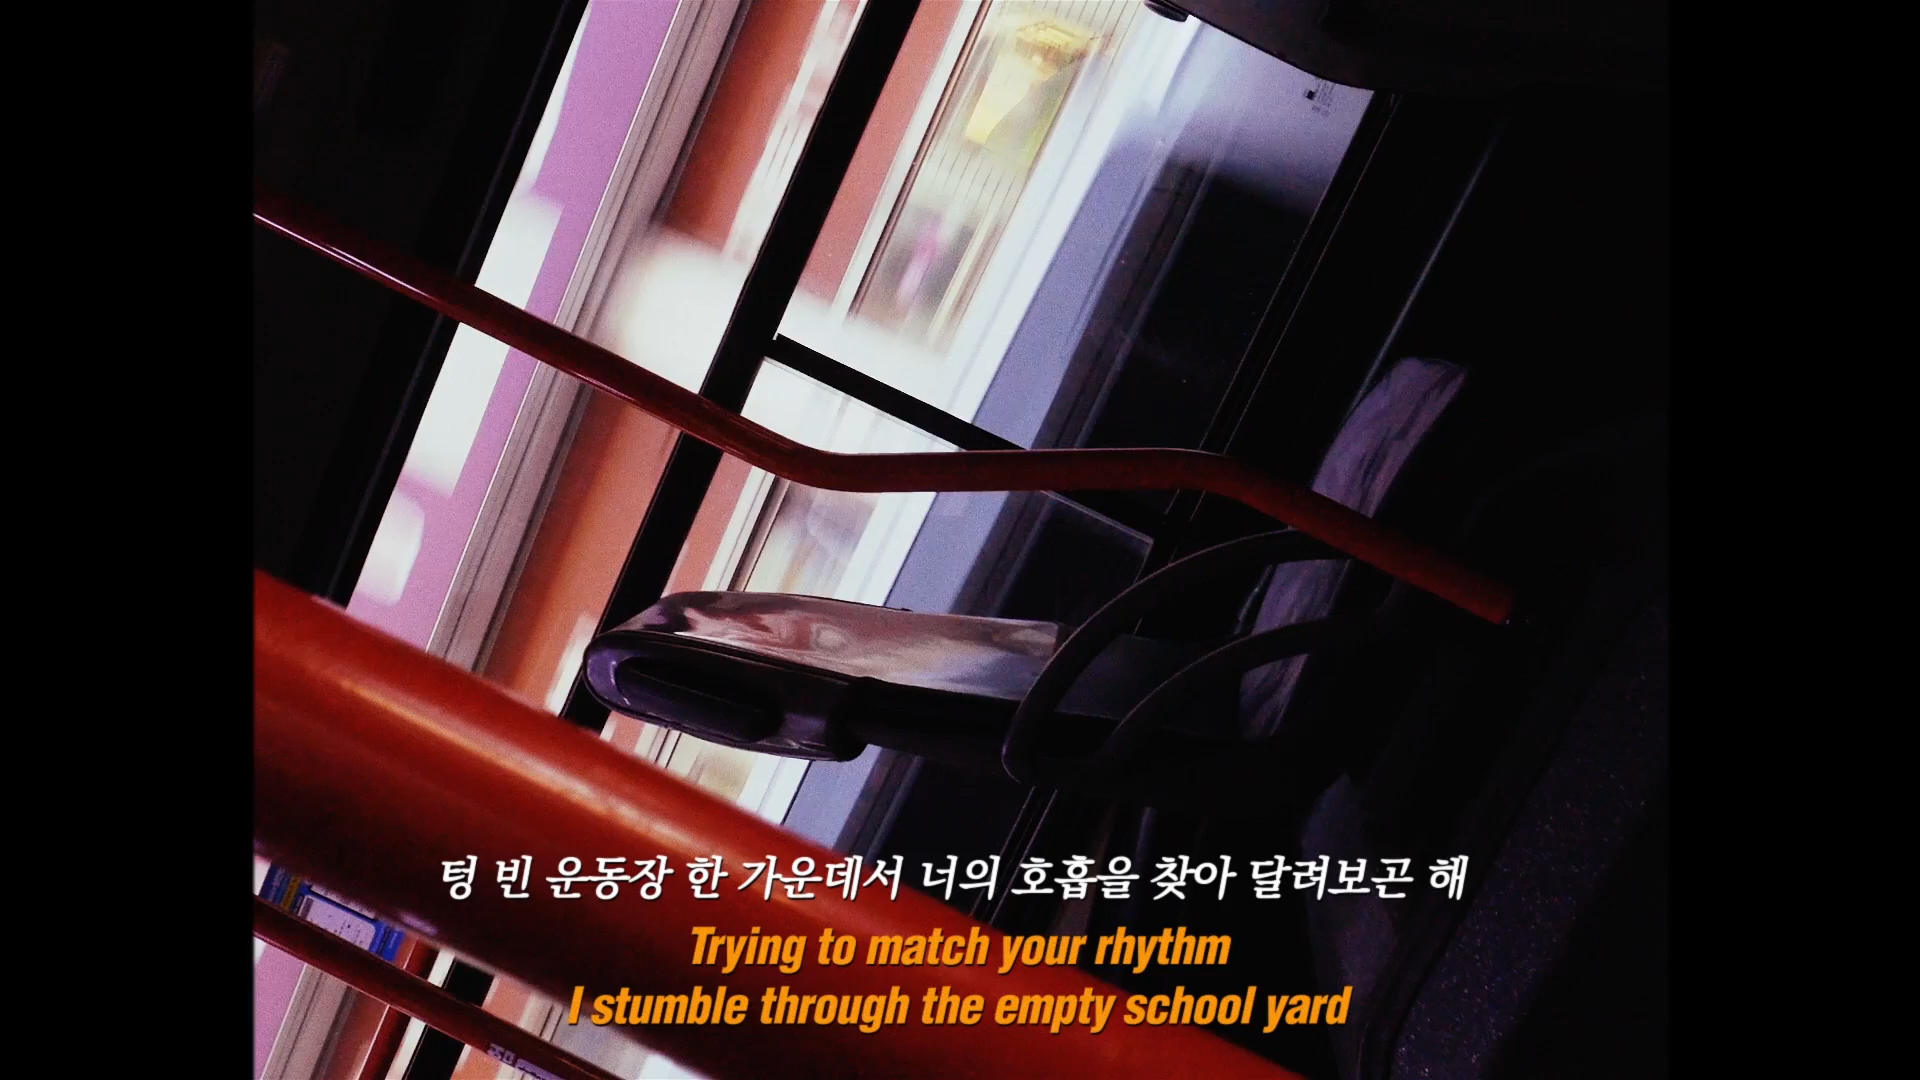 텅 빈 운동장 한 가운데서 너의 호흡을 찾아 달려보곤 해
Trying to match your rhythm
I stumble through the empty school yard